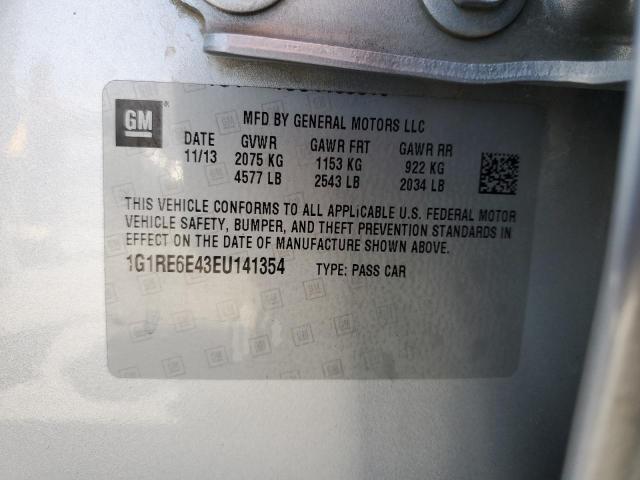 GM
MFD BY GENERAL MOTORS LLC
DATE GVWR GAWR FRT GAWR RR
11/13 2075 KG 1153 KG 922 KG
4577 LB 2543 LB 2034 LB
THIS VEHICLE CONFORMS TO ALL APPLICABLE U.S. FEDERAL MOTOR
VEHICLE SAFETY, BUMPER, AND THEFT PREVENTION STANDARDS IN
EFFECT ON THE DATE OF MANUFACTURE SHOWN ABOVE.
1G1RE6E43EU141354 TYPE: PASS CAR